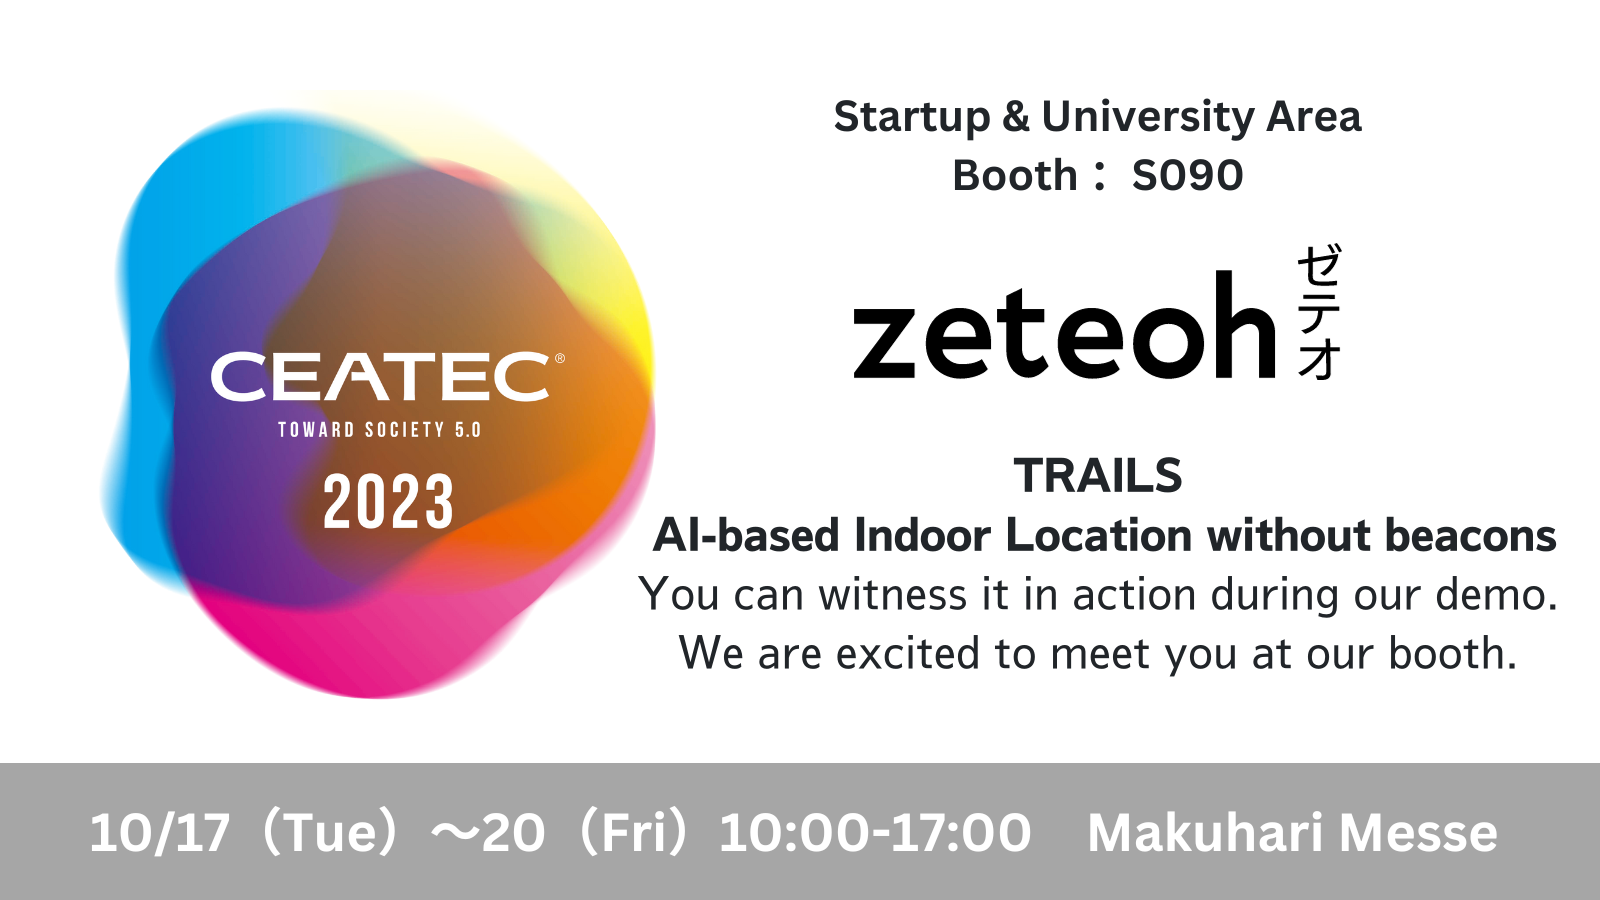 CEATEC®
TOWARD SOCIETY 5.0
2023
Startup & University Area
Booth： S090
zeteoh
ゼテオ
TRAILS
AI-based Indoor Location without beacons
You can witness it in action during our demo.
We are excited to meet you at our booth.
10/17（Tue）～20（Fri）10:00-17:00　Makuhari Messe